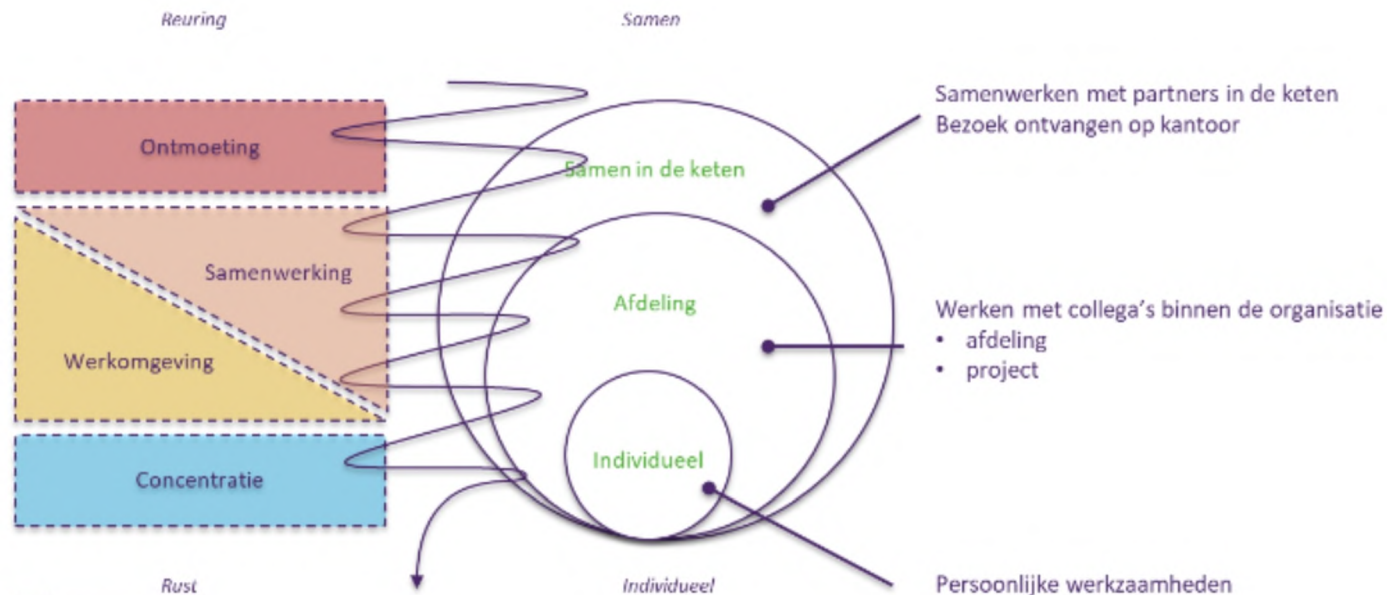 Reuring
Samen
Ontmoeting
Samenwerking
Werkomgeving
Concentratie
Rust
Samen in de keten
Afdeling
Individueel
Individueel
Samenwerken met partners in de keten
Bezoek ontvangen op kantoor
Werken met collega's binnen de organisatie
• afdeling
• project
Persoonlijke werkzaamheden